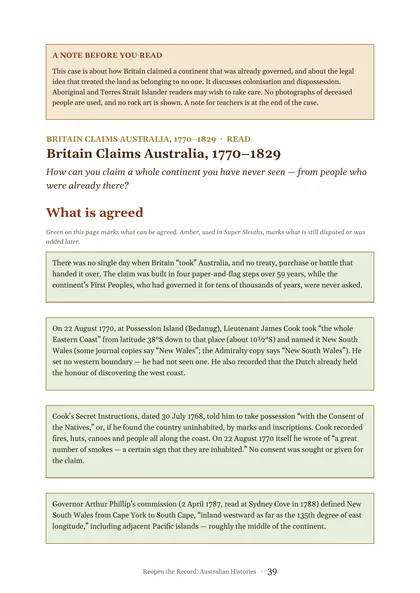 A NOTE BEFORE YOU READ
This case is about how Britain claimed a continent that was already governed, and about the legal
idea that treated the land as belonging to no one. It discusses colonisation and dispossession.
Aboriginal and Torres Strait Islander readers may wish to take care. No photographs of deceased
people are used, and no rock art is shown. A note for teachers is at the end of the case.
BRITAIN CLAIMS AUSTRALIA, 1770–1829 · READ
Britain Claims Australia, 1770–1829
How can you claim a whole continent you have never seen — from people who
were already there?
What is agreed
Green on this page marks what can be agreed. Amber, used in Super Sleuths, marks what is still disputed or was
added later.
There was no single day when Britain “took” Australia, and no treaty, purchase or battle that
handed it over. The claim was built in four paper-and-flag steps over 59 years, while the
continent’s First Peoples, who had governed it for tens of thousands of years, were never asked.
On 22 August 1770, at Possession Island (Bedanug), Lieutenant James Cook took “the whole
Eastern Coast” from latitude 38°S down to that place (about 10½°S) and named it New South
Wales (some journal copies say “New Wales”; the Admiralty copy says “New South Wales”). He
set no western boundary — he had not seen one. He also recorded that the Dutch already held
the honour of discovering the west coast.
Cook’s Secret Instructions, dated 30 July 1768, told him to take possession “with the Consent of
the Natives,” or, if he found the country uninhabited, by marks and inscriptions. Cook recorded
fires, huts, canoes and people all along the coast. On 22 August 1770 itself he wrote of “a great
number of smokes — a certain sign that they are inhabited.” No consent was sought or given for
the claim.
Governor Arthur Phillip’s commission (2 April 1787, read at Sydney Cove in 1788) defined New
South Wales from Cape York to South Cape, “inland westward as far as the 135th degree of east
longitude,” including adjacent Pacific islands — roughly the middle of the continent.
Reopen the Record: Australian Histories · 39